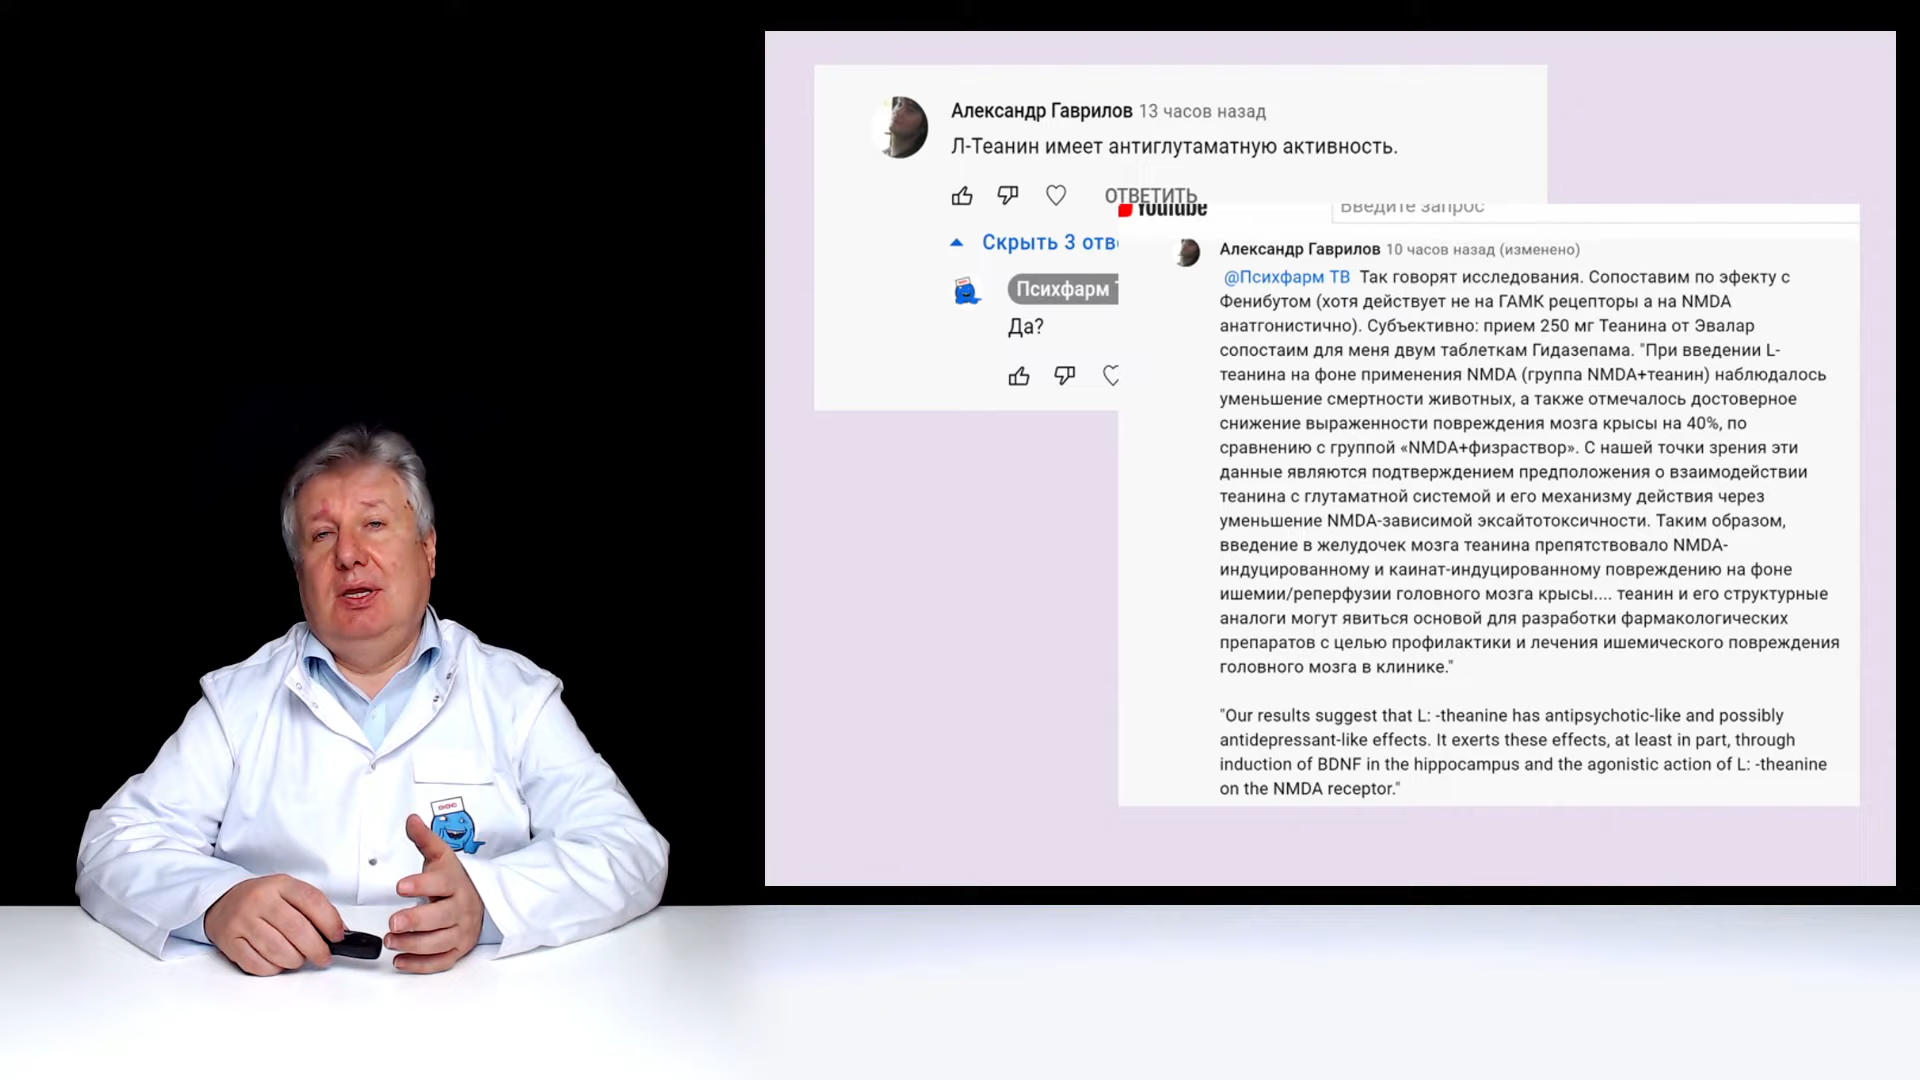 Александр Гаврилов 13 часов назад
Л-Теанин имеет антиглутаматную активность.
ОТВЕТИТЬ
Скрыть 3 отве
Психфарм Т
Да?
YouTube
Введите запрос
Александр Гаврилов 10 часов назад (изменено)
@Психфарм ТВ Так говорят исследования. Сопоставим по эфекту с
Фенибутом (хотя действует не на ГАМК рецепторы а на NMDA
анатгонистично). Субъективно: прием 250 мг Теанина от Эвалар
сопостаим для меня двум таблеткам Гидазепама. "При введении L-
теанина на фоне применения NMDA (группа NMDA+теанин) наблюдалось
уменьшение смертности животных, а также отмечалось достоверное
снижение выраженности повреждения мозга крысы на 40%, по
сравнению с группой «NMDA+физраствор». С нашей точки зрения эти
данные являются подтверждением предположения о взаимодействии
теанина с глутаматной системой и его механизму действия через
уменьшение NMDA-зависимой эксайтотоксичности. Таким образом,
введение в желудочек мозга теанина препятствовало NMDA-
индуцированному и каинат-индуцированному повреждению на фоне
ишемии/реперфузии головного мозга крысы.... теанин и его структурные
аналоги могут явиться основой для разработки фармакологических
препаратов с целью профилактики и лечения ишемического повреждения
головного мозга в клинике."
"Our results suggest that L: -theanine has antipsychotic-like and possibly
antidepressant-like effects. It exerts these effects, at least in part, through
induction of BDNF in the hippocampus and the agonistic action of L: -theanine
on the NMDA receptor."